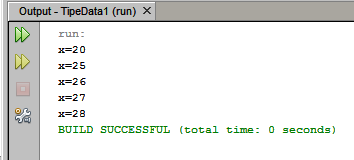 Output - TipeData1 (run)
run:
x=20
x=25
x=26
x=27
x=28
BUILD SUCCESSFUL (total time: 0 seconds)